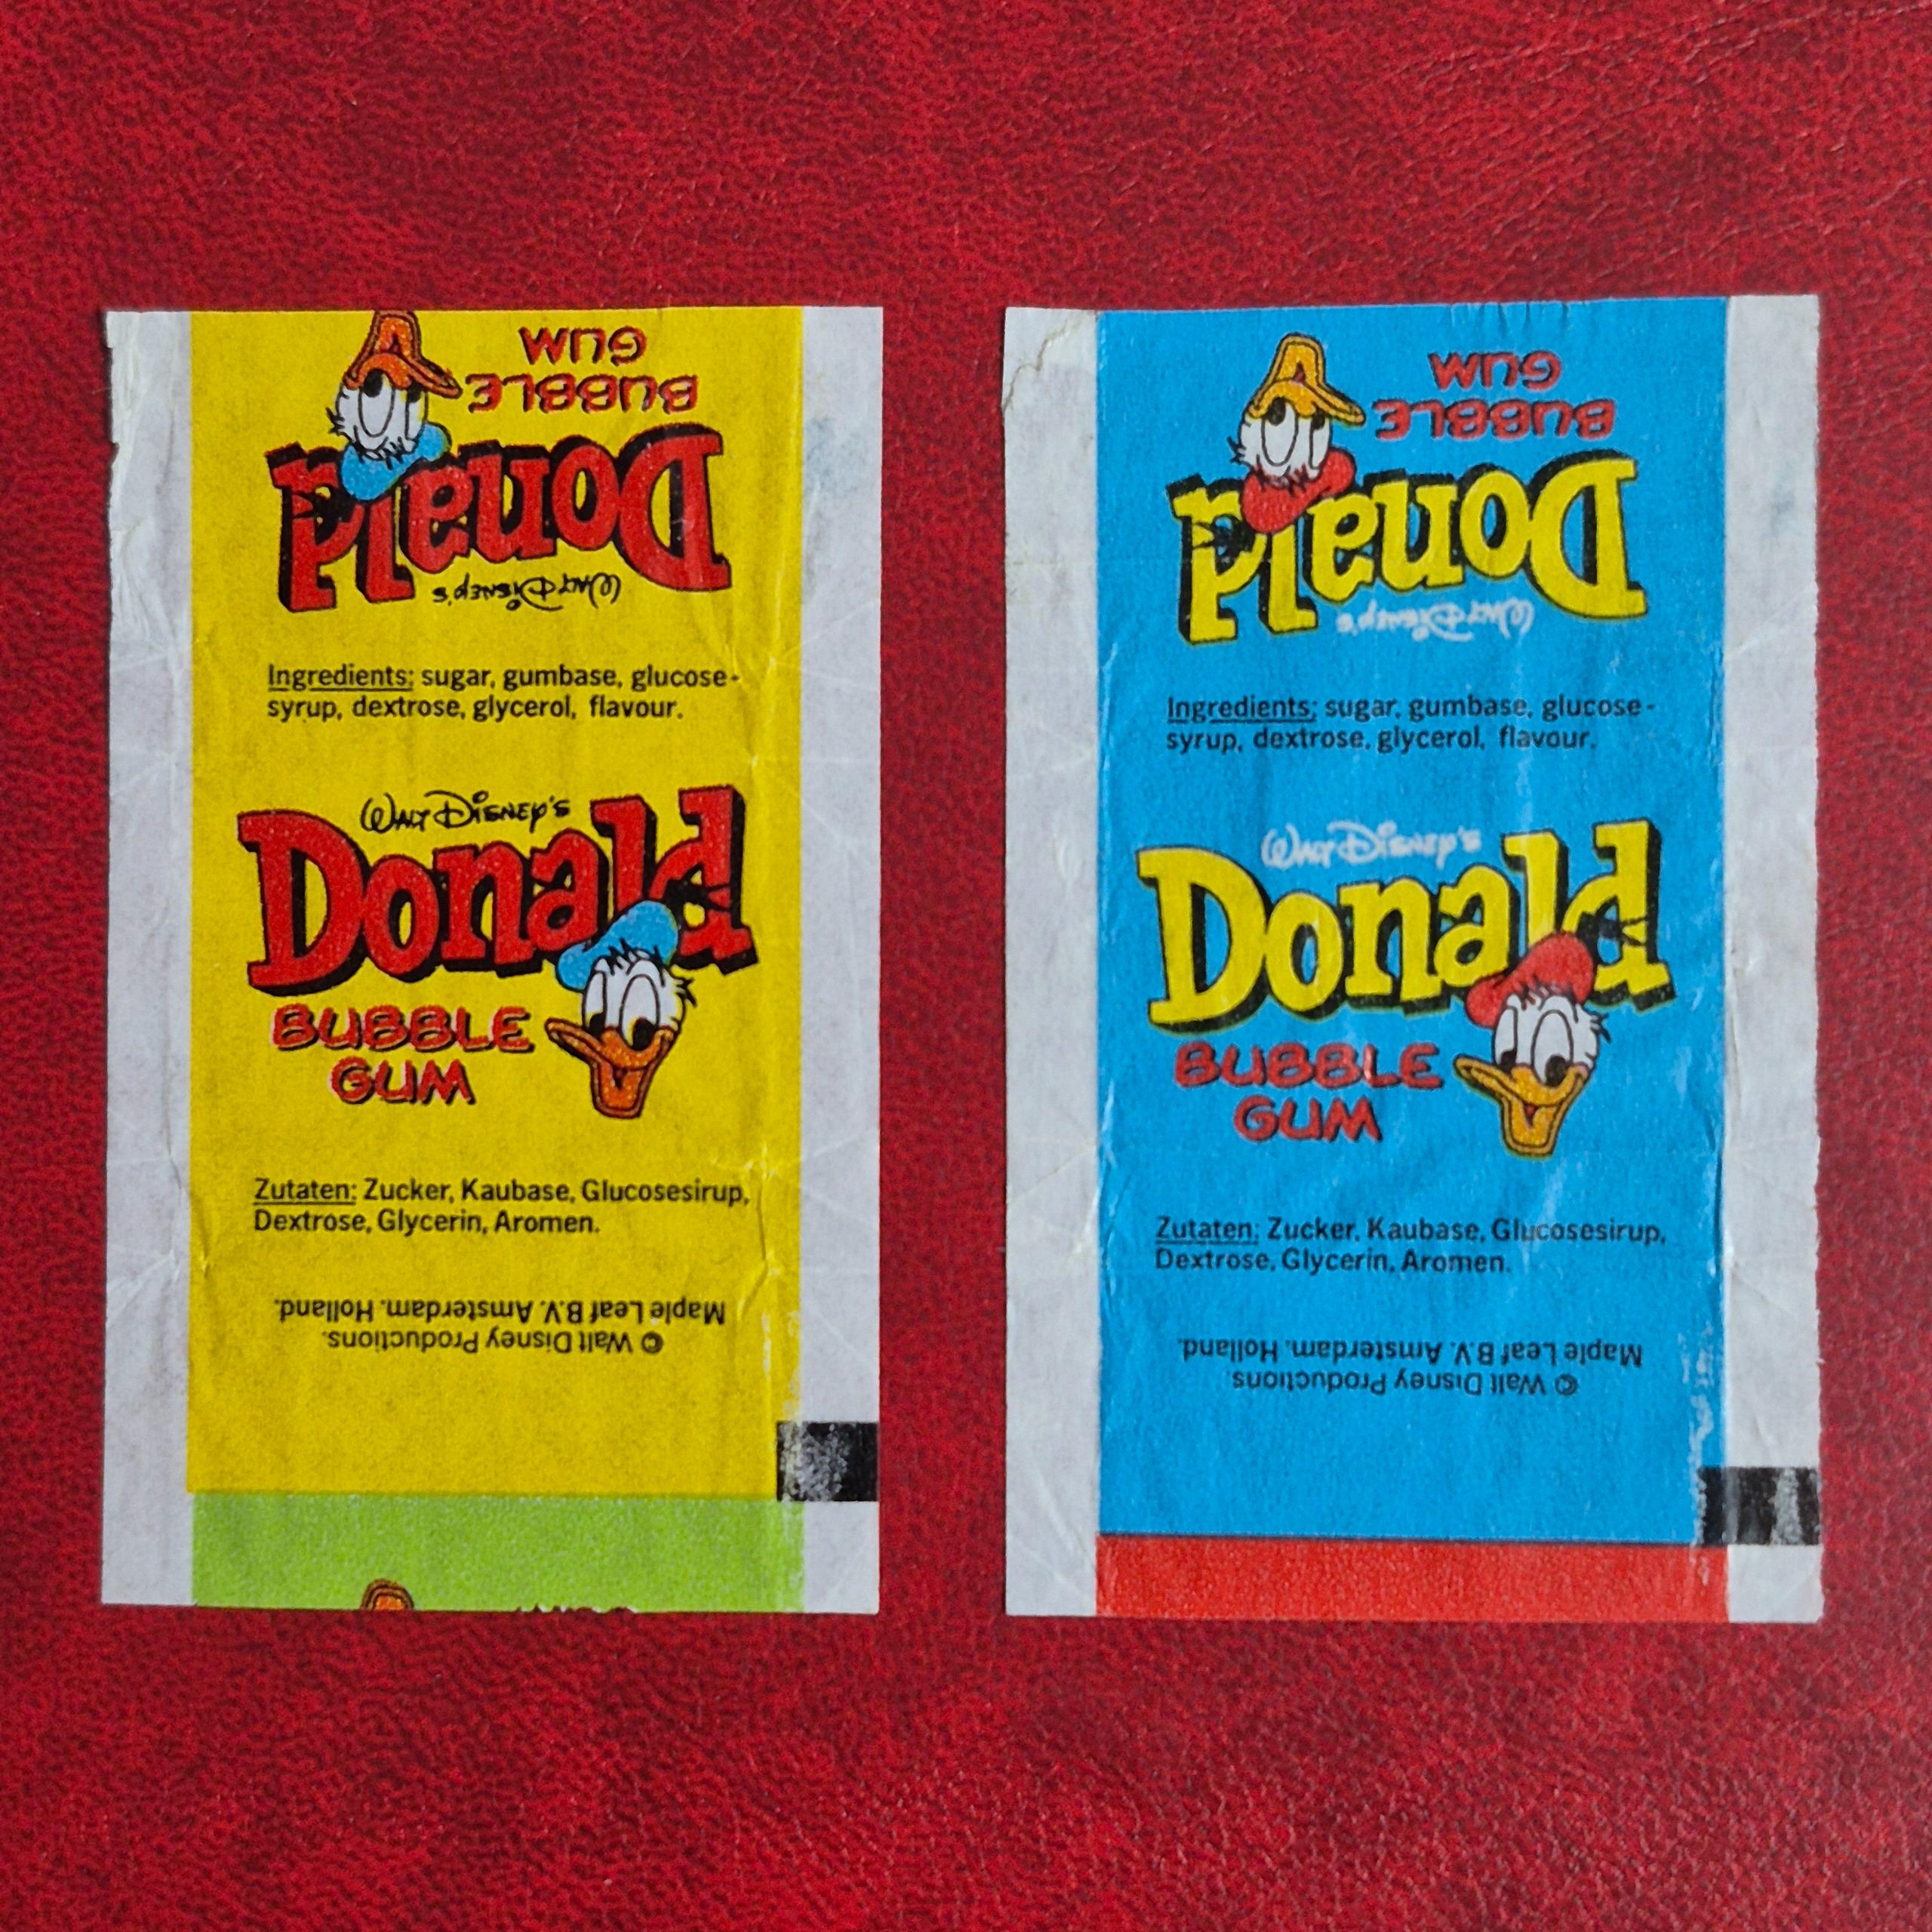 BUBBLE
GUM
Donald
Walt Disney's
Ingredients: sugar, gumbase, glucose-
syrup, dextrose, glycerol, flavour.
Walt Disney's
Donald
BUBBLE
GUM
Zutaten: Zucker, Kaubase, Glucosesirup,
Dextrose, Glycerin, Aromen.
© Walt Disney Productions.
Maple Leaf B.V. Amsterdam. Holland.
BUBBLE
GUM
Donald
Walt Disney's
Ingredients: sugar, gumbase, glucose-
syrup, dextrose, glycerol, flavour.
Walt Disney's
Donald
BUBBLE
GUM
Zutaten: Zucker, Kaubase, Glucosesirup,
Dextrose, Glycerin, Aromen.
© Walt Disney Productions.
Maple Leaf B.V. Amsterdam. Holland.